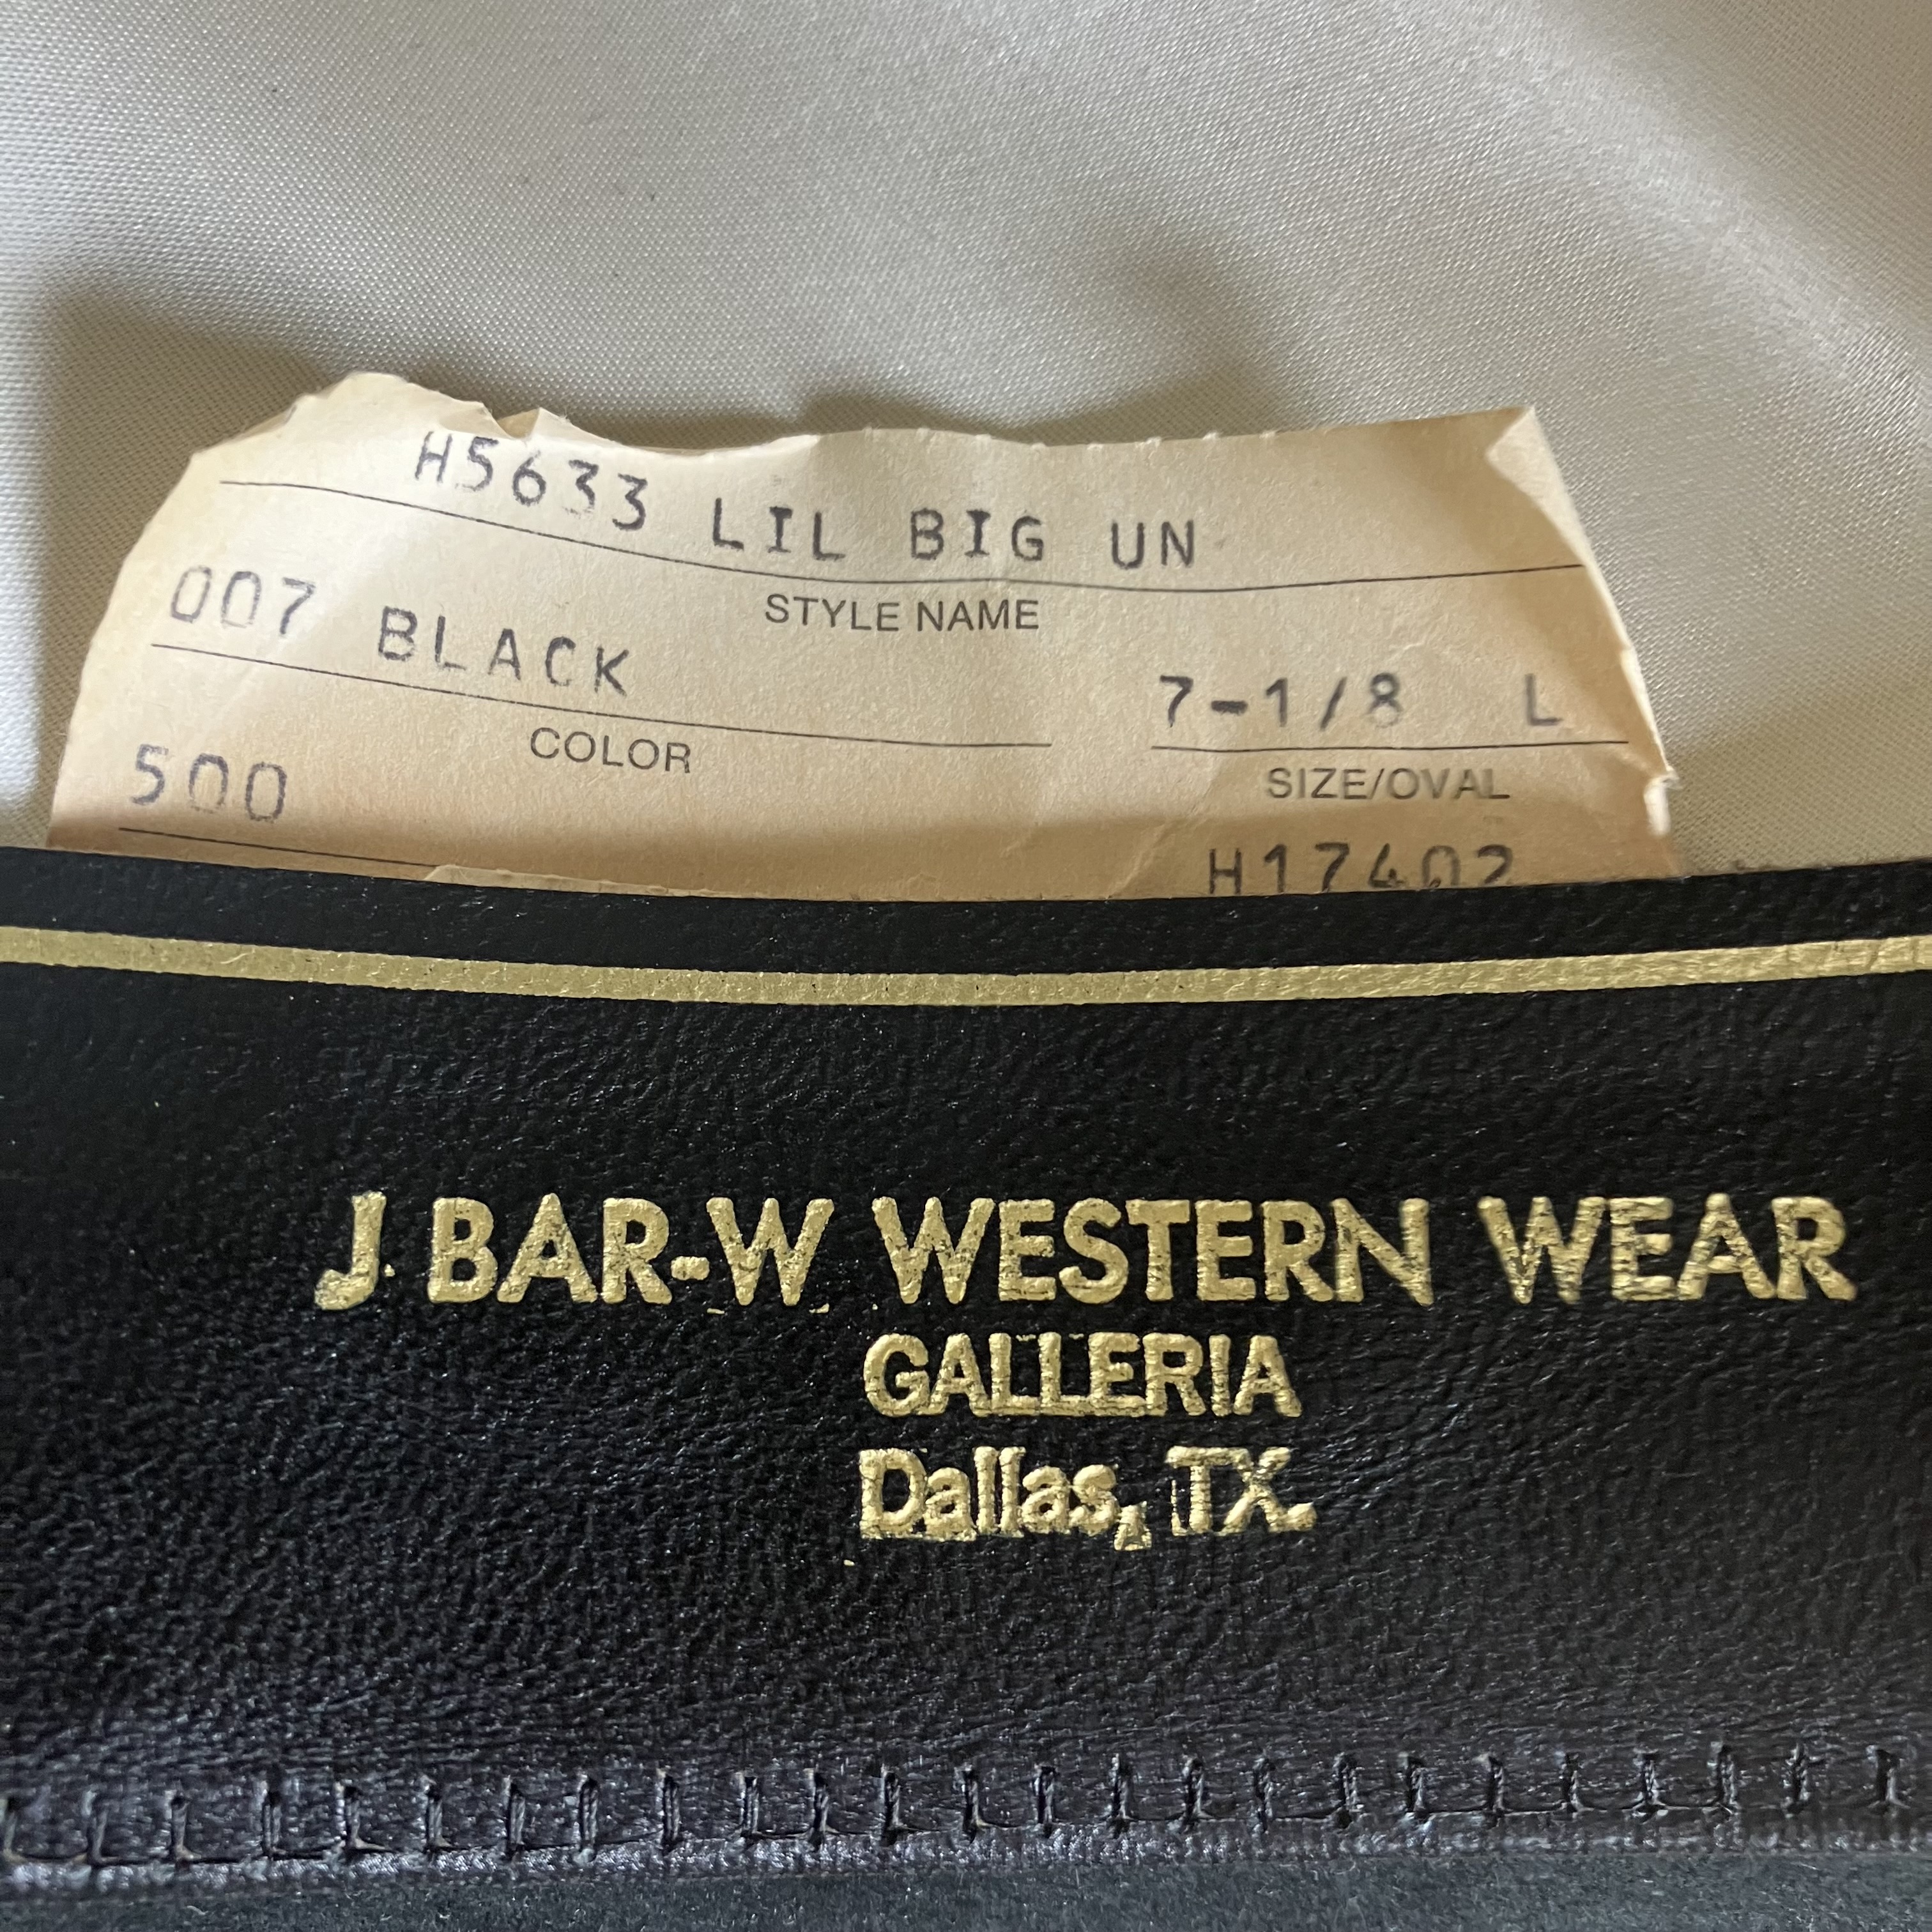 H5633 LIL BIG UN
STYLE NAME
007 BLACK
7-1/8 L
COLOR
SIZE/OVAL
500
H17402
J BAR-W WESTERN WEAR
GALLERIA
Dallas, TX.